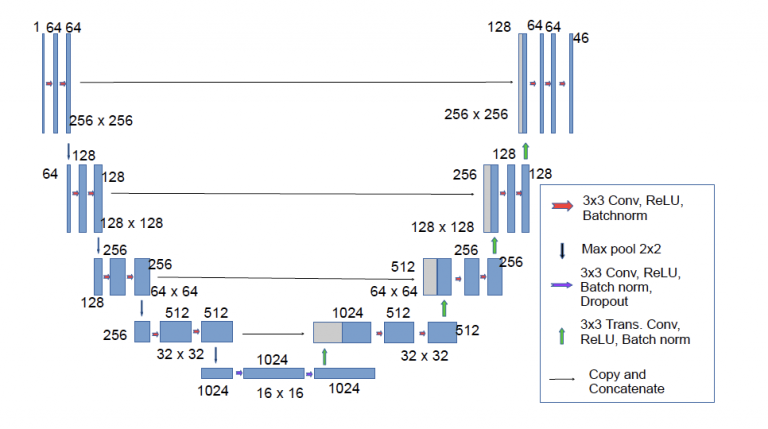 1 64 64
128
64 64
46
256 x 256
256 x 256
128
64
128
128 x 128
128
256
128
128 x 128
256
256
128
64 x 64
256
512
256
64 x 64
512
512
256
32 x 32
1024
512
512
32 x 32
1024
1024
16 x 16
1024
3x3 Conv, ReLU,
Batchnorm
Max pool 2x2
3x3 Conv, ReLU,
Batch norm,
Dropout
3x3 Trans. Conv,
ReLU, Batch norm
Copy and
Concatenate